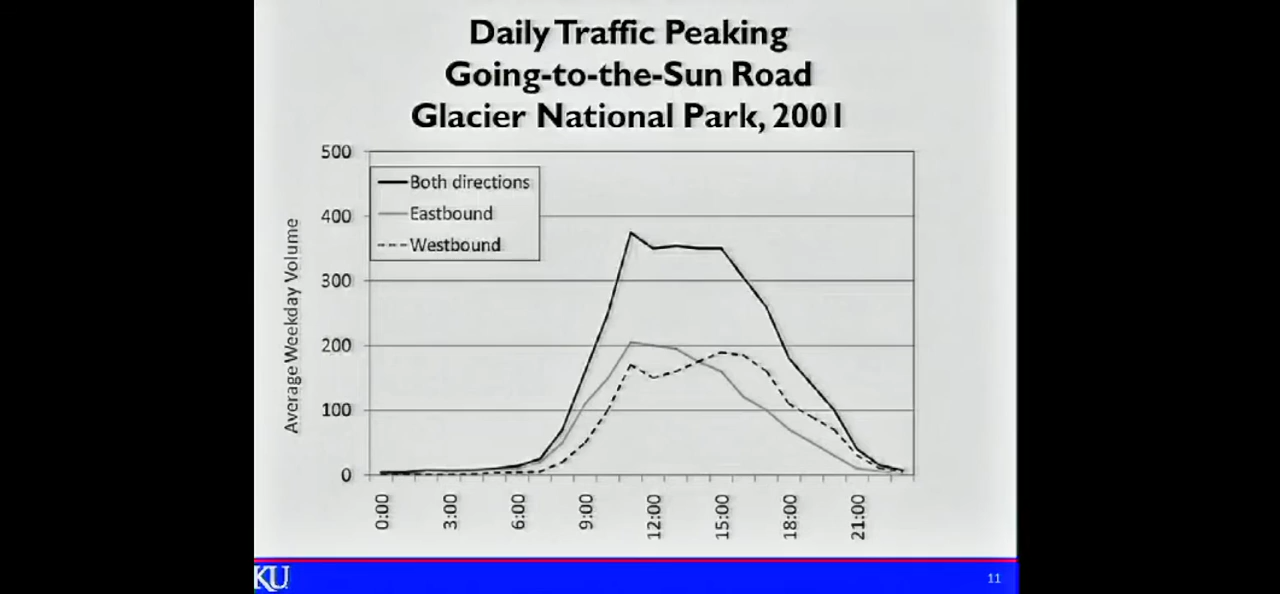 Daily Traffic Peaking
Going-to-the-Sun Road
Glacier National Park, 2001
500
400
300
200
100
0
Average Weekday Volume
Both directions
Eastbound
Westbound
0:00
3:00
6:00
9:00
12:00
15:00
18:00
21:00
KU
11